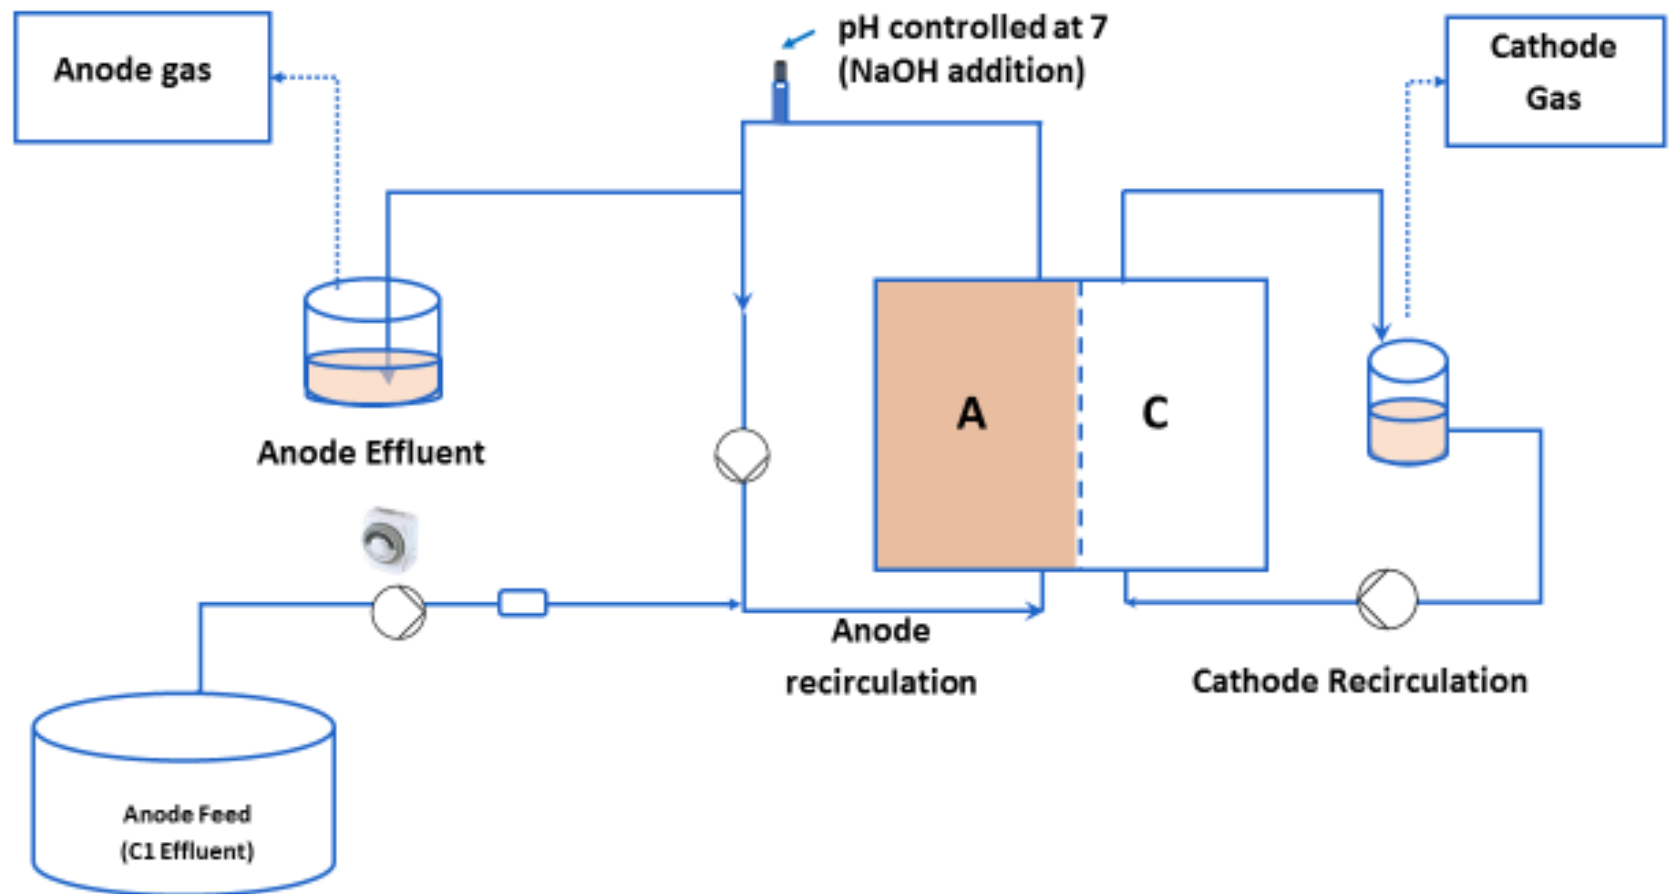 Anode gas
pH controlled at 7
(NaOH addition)
Cathode
Gas
A
C
Anode Effluent
Anode
recirculation
Cathode Recirculation
Anode Feed
(C1 Effluent)